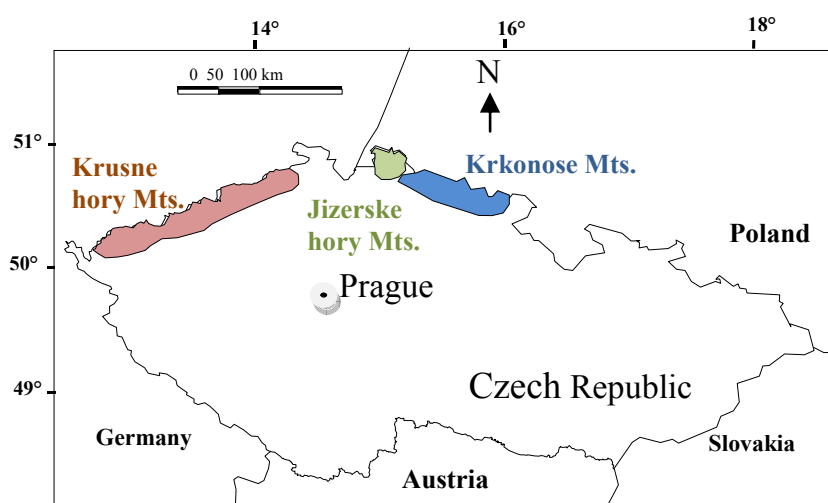 14° 16° 18°
0 50 100 km
N
51°
Krusne
hory Mts.
Krkonose Mts.
Jizerske
hory Mts.
Poland
50°
Prague
49°
Czech Republic
Germany
Slovakia
Austria